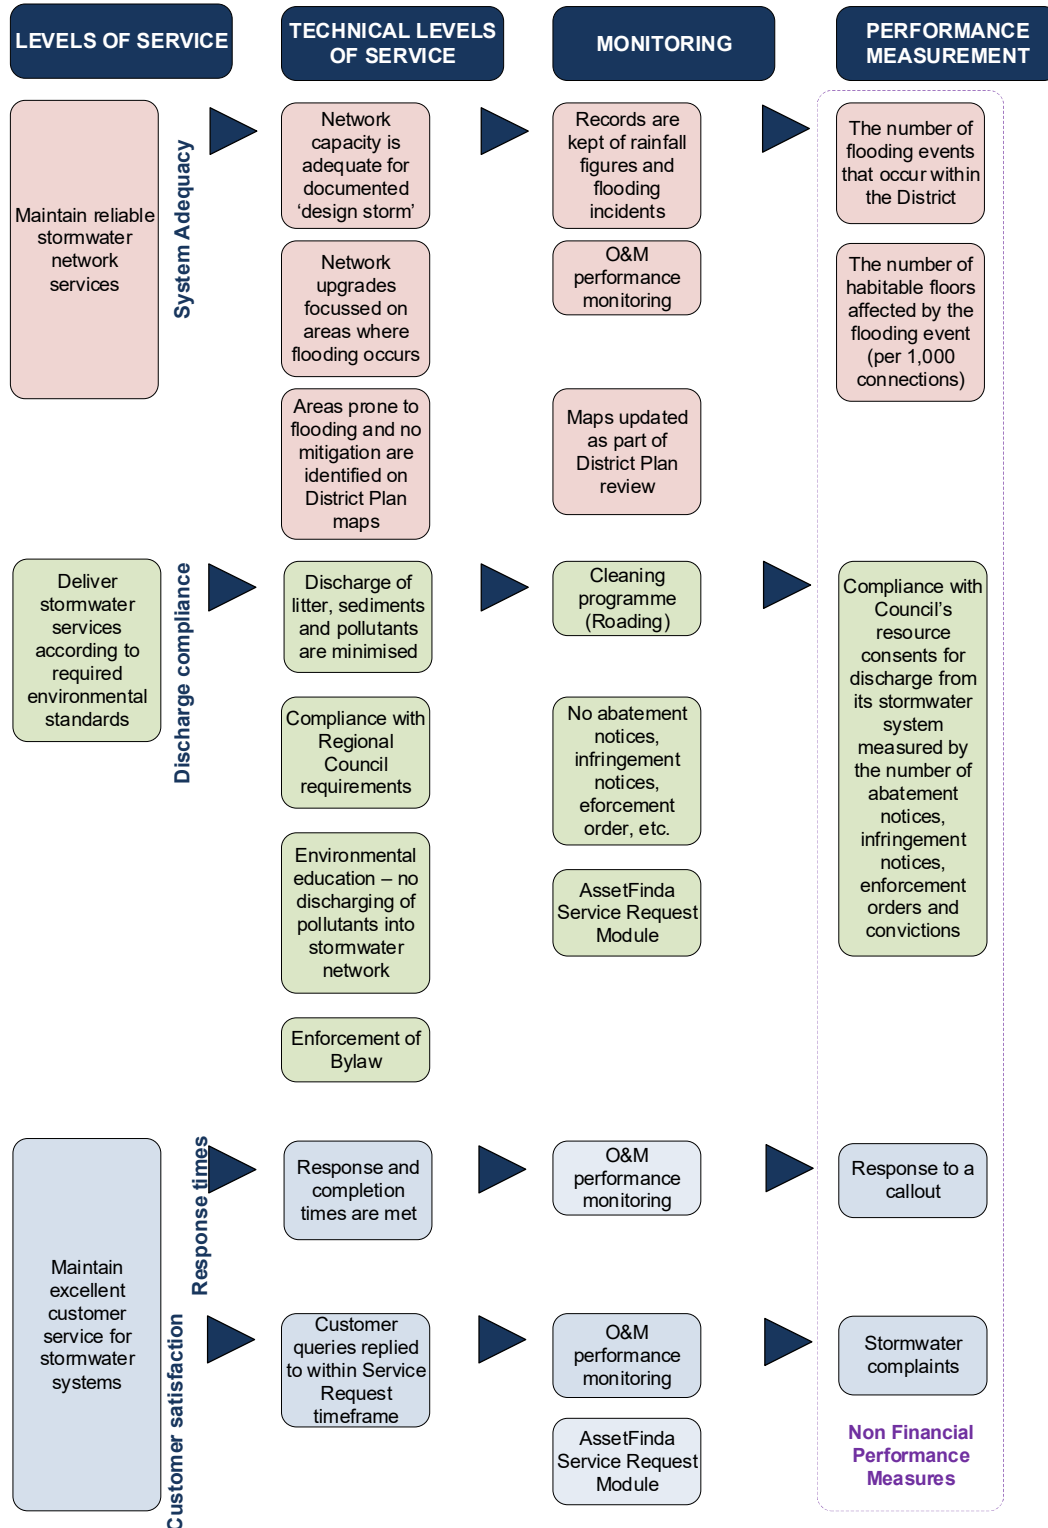 LEVELS OF SERVICE
TECHNICAL LEVELS
OF SERVICE
MONITORING
PERFORMANCE
MEASUREMENT
Maintain reliable
stormwater
network
services
System Adequacy
Network
capacity is
adequate for
documented
‘design storm’
Records are
kept of rainfall
figures and
flooding
incidents
The number of
flooding events
that occur within
the District
Network
upgrades
focussed on
areas where
flooding occurs
O&M
performance
monitoring
The number of
habitable floors
affected by the
flooding event
(per 1,000
connections)
Areas prone to
flooding and no
mitigation are
identified on
District Plan
maps
Maps updated
as part of
District Plan
review
Deliver
stormwater
services
according to
required
environmental
standards
Discharge compliance
Discharge of
litter, sediments
and pollutants
are minimised
Cleaning
programme
(Roading)
Compliance with
Council’s
resource
consents for
discharge from
its stormwater
system
measured by
the number of
abatement
notices,
infringement
notices,
enforcement
orders and
convictions
Compliance with
Regional
Council
requirements
No abatement
notices,
infringement
notices,
eforcement
order, etc.
Environmental
education – no
discharging of
pollutants into
stormwater
network
AssetFinda
Service Request
Module
Enforcement of
Bylaw
Maintain
excellent
customer
service for
stormwater
systems
Response times
Response and
completion
times are met
O&M
performance
monitoring
Response to a
callout
Customer satisfaction
Customer
queries replied
to within Service
Request
timeframe
O&M
performance
monitoring
Stormwater
complaints
AssetFinda
Service Request
Module
Non Financial
Performance
Measures